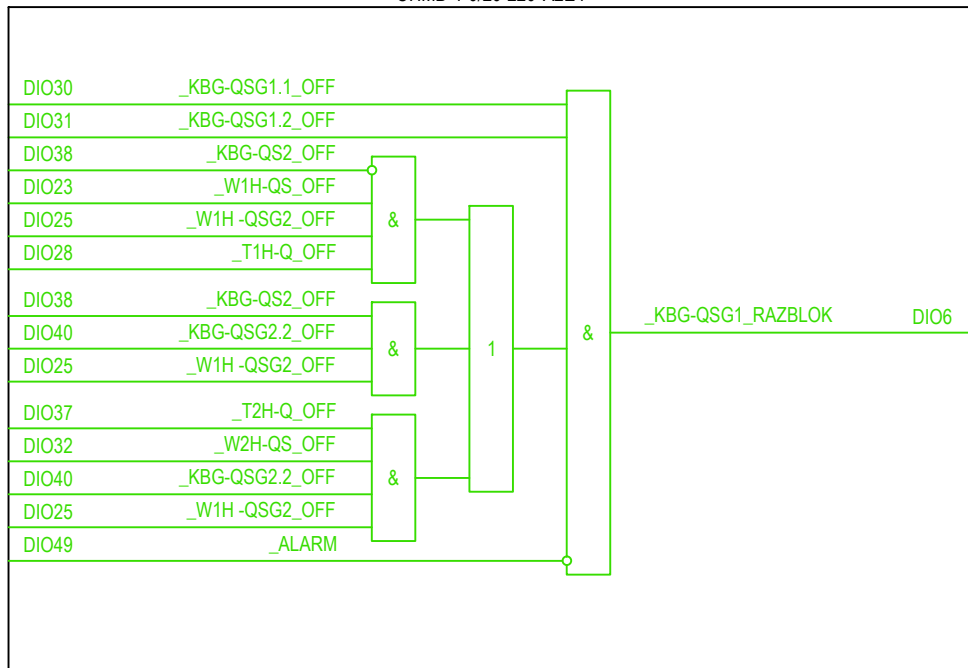 DIO30 _KBG-QSG1.1_OFF
DIO31 _KBG-QSG1.2_OFF
DIO38 _KBG-QS2_OFF
DIO23 _W1H-QS_OFF
DIO25 _W1H -QSG2_OFF
&
DIO28 _T1H-Q_OFF
DIO38 _KBG-QS2_OFF
_KBG-QSG1_RAZBLOK DIO6
DIO40 _KBG-QSG2.2_OFF
&
&
1
DIO25 _W1H -QSG2_OFF
DIO37 _T2H-Q_OFF
DIO32 _W2H-QS_OFF
DIO40 _KBG-QSG2.2_OFF
&
DIO25 _W1H -QSG2_OFF
DIO49 _ALARM